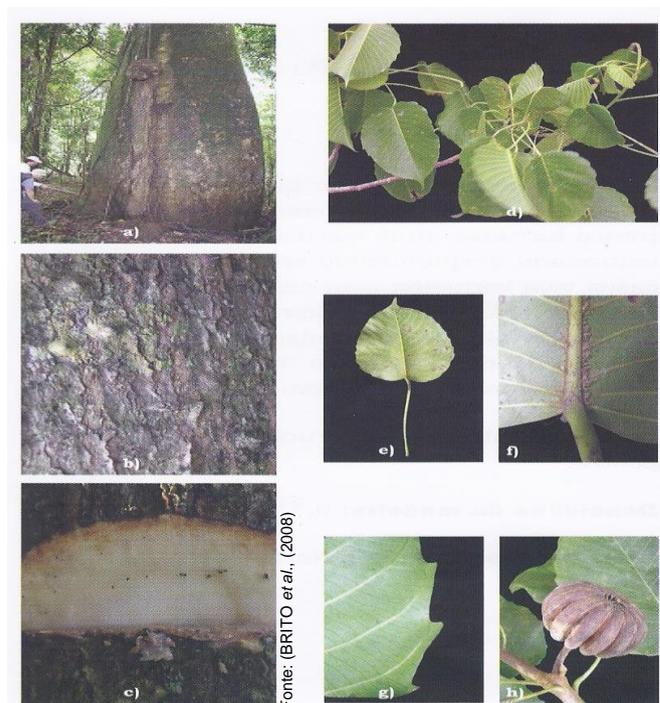 a)
b)
c)
d)
e)
f)
g)
h)
Fonte: (BRITO et al., (2008)